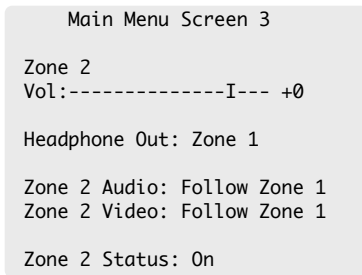 Main Menu Screen 3
Zone 2
Vol:--------------I--- +0
Headphone Out: Zone 1
Zone 2 Audio: Follow Zone 1
Zone 2 Video: Follow Zone 1
Zone 2 Status: On